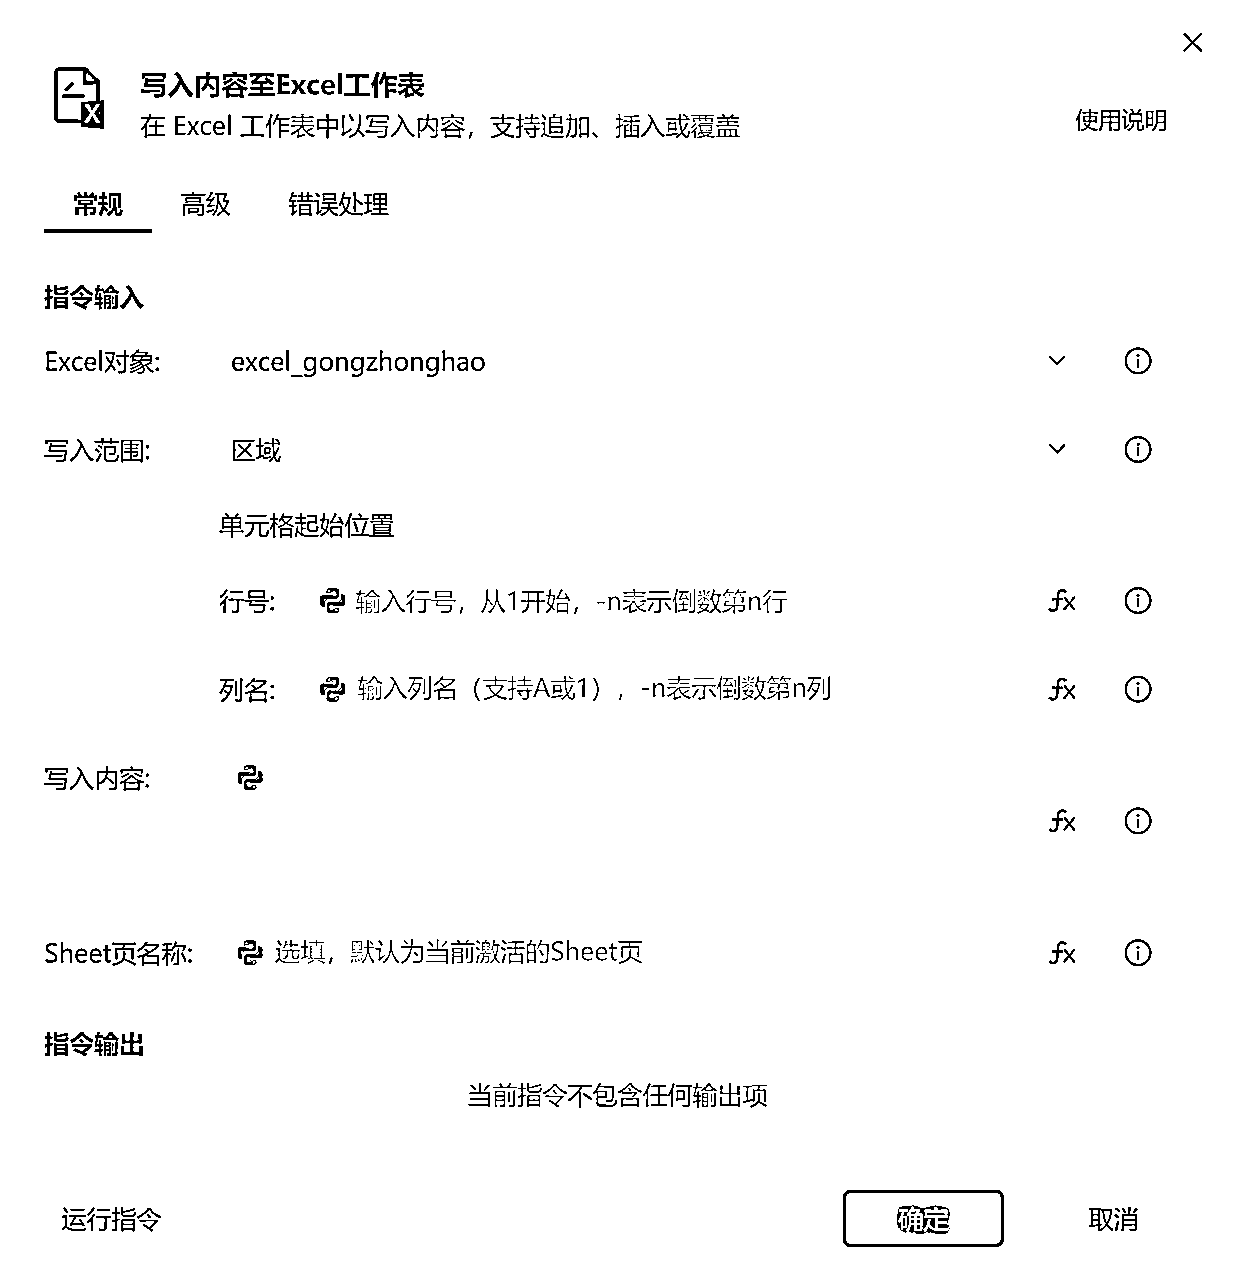 写入内容至Excel工作表
在 Excel 工作表中以写入内容，支持追加、插入或覆盖
使用说明
常规 高级 错误处理
指令输入
Excel对象: excel_gongzhonghao
写入范围: 区域
单元格起始位置
行号: 输入行号，从1开始，-n表示倒数第n行 fx
列名: 输入列名（支持A或1），-n表示倒数第n列 fx
写入内容: fx
Sheet页名称: 选填，默认为当前激活的Sheet页 fx
指令输出
当前指令不包含任何输出项
运行指令 确定 取消